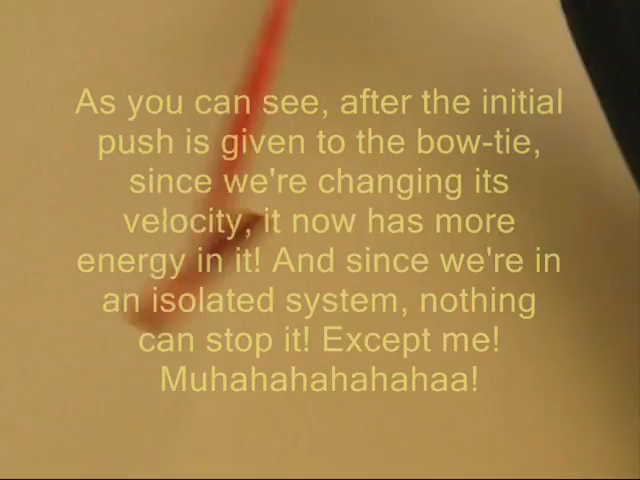 As you can see, after the initial
push is given to the bow-tie,
since we're changing its
velocity, it now has more
energy in it! And since we're in
an isolated system, nothing
can stop it! Except me!
Muhahahahahahaa!